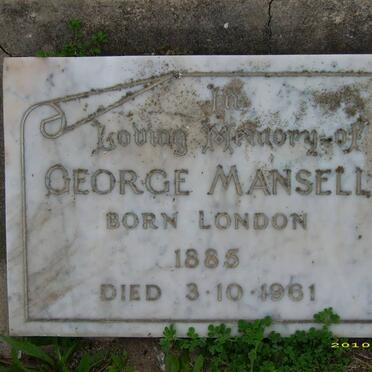 In
Loving Memory of
GEORGE MANSELL
BORN LONDON
1885
DIED 3·10·1961
2010